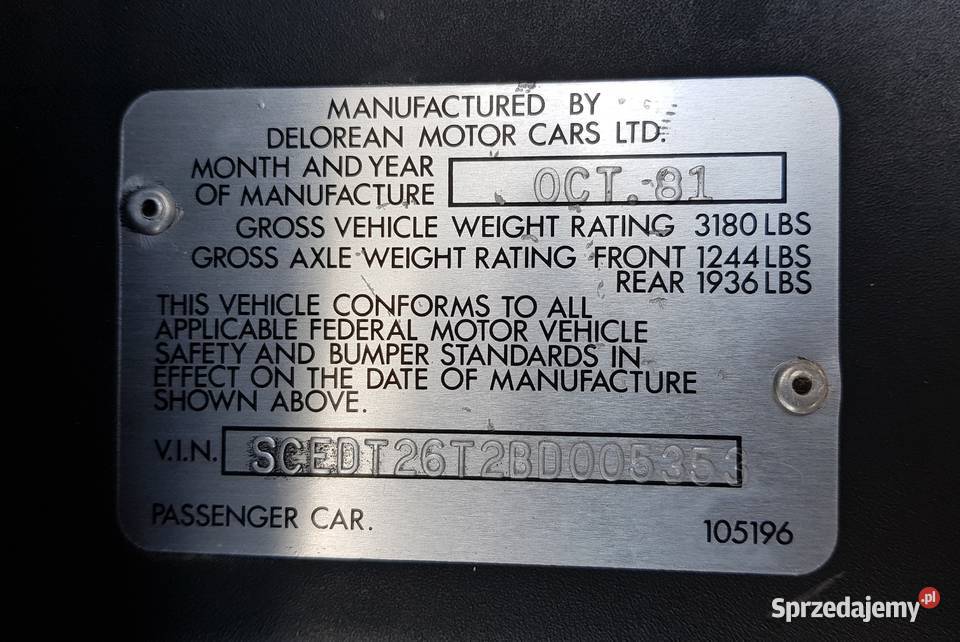 MANUFACTURED BY
DELOREAN MOTOR CARS LTD.
MONTH AND YEAR
OF MANUFACTURE OCT. 81
GROSS VEHICLE WEIGHT RATING 3180 LBS
GROSS AXLE WEIGHT RATING FRONT 1244 LBS
REAR 1936 LBS
THIS VEHICLE CONFORMS TO ALL
APPLICABLE FEDERAL MOTOR VEHICLE
SAFETY AND BUMPER STANDARDS IN
EFFECT ON THE DATE OF MANUFACTURE
SHOWN ABOVE.
V.I.N. SCEDT26T2BD005353
PASSENGER CAR.
105196
Sprzedajemy.pl